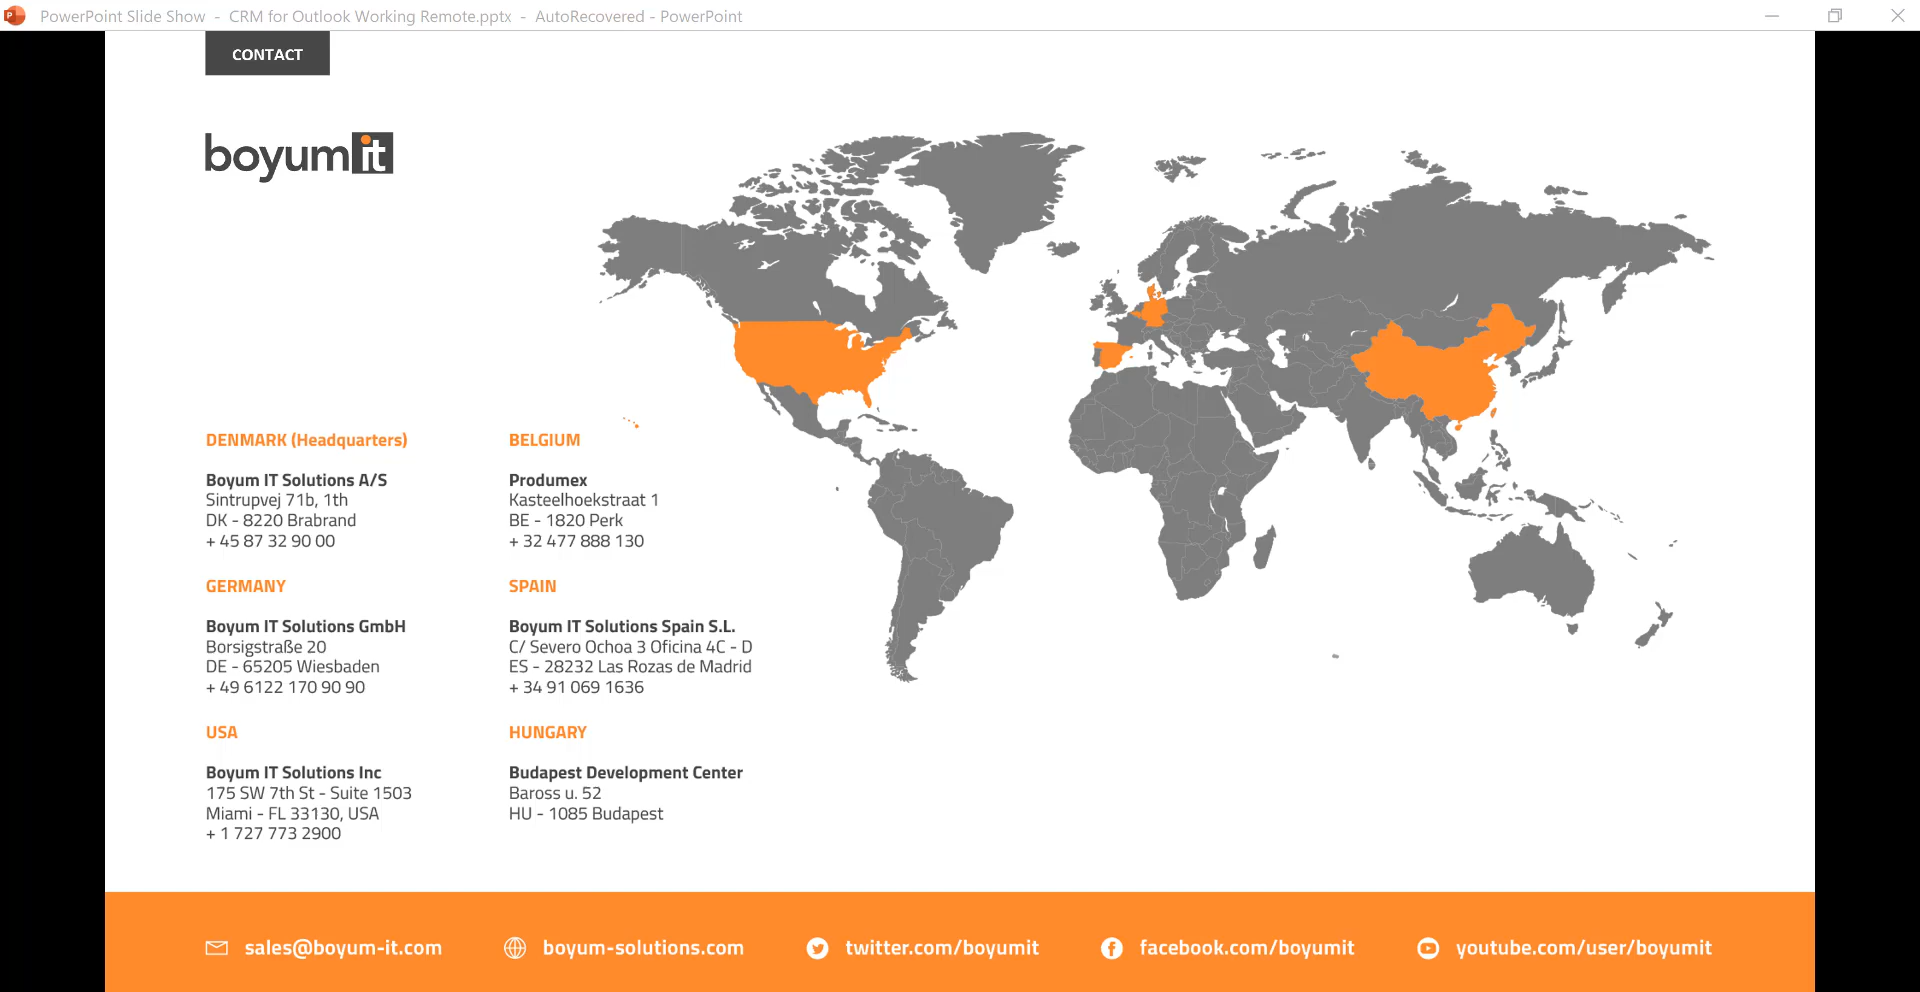 PowerPoint Slide Show - CRM for Outlook Working Remote.pptx - AutoRecovered - PowerPoint
CONTACT
boyumit
DENMARK (Headquarters)
Boyum IT Solutions A/S
Sintrupvej 71b, 1th
DK - 8220 Brabrand
+ 45 87 32 90 00
GERMANY
Boyum IT Solutions GmbH
Borsigstraße 20
DE - 65205 Wiesbaden
+ 49 6122 170 90 90
USA
Boyum IT Solutions Inc
175 SW 7th St - Suite 1503
Miami - FL 33130, USA
+ 1 727 773 2900
BELGIUM
Produmex
Kasteelhoekstraat 1
BE - 1820 Perk
+ 32 477 888 130
SPAIN
Boyum IT Solutions Spain S.L.
C/ Severo Ochoa 3 Oficina 4C - D
ES - 28232 Las Rozas de Madrid
+ 34 91 069 1636
HUNGARY
Budapest Development Center
Baross u. 52
HU - 1085 Budapest
sales@boyum-it.com
boyum-solutions.com
twitter.com/boyumit
facebook.com/boyumit
youtube.com/user/boyumit